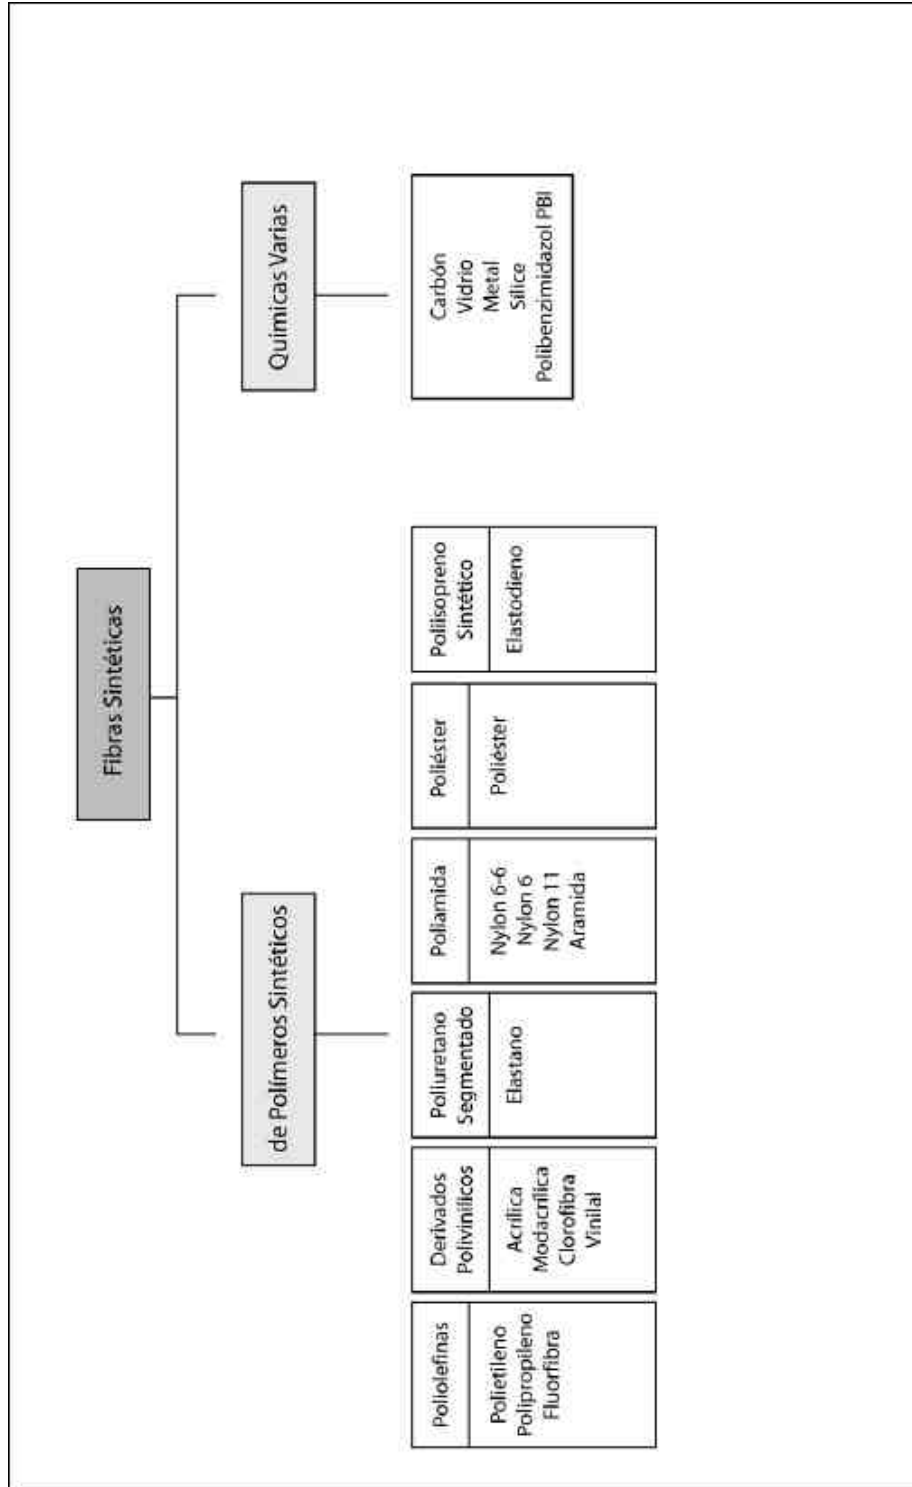 Fibras Sintéticas
de Polímeros Sintéticos
Quimicas Varias
Poliolefinas
Polietileno
Polipropileno
Fluorfibra
Derivados
Polivinílicos
Acrílica
Modacrílica
Clorofibra
Vinilal
Poliuretano
Segmentado
Elastano
Poliamida
Nylon 6-6
Nylon 6
Nylon 11
Aramida
Poliéster
Poliéster
Poliisopreno
Sintético
Elastodieno
Carbón
Vidrio
Metal
Sílice
Polibenzimidazol PBI